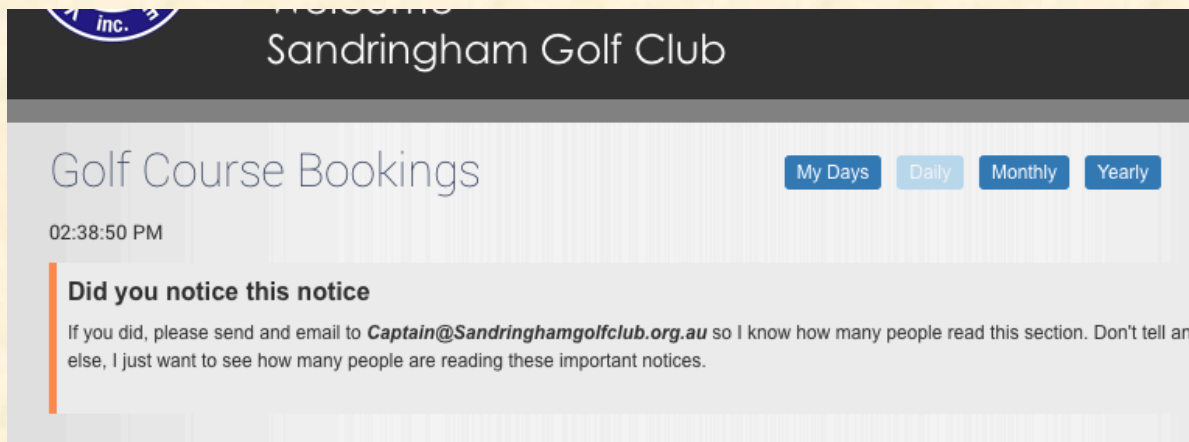 inc.
Welcome
Sandringham Golf Club
Golf Course Bookings
My Days Daily Monthly Yearly
02:38:50 PM
Did you notice this notice
If you did, please send and email to Captain@Sandringhamgolfclub.org.au so I know how many people read this section. Don't tell an
else, I just want to see how many people are reading these important notices.